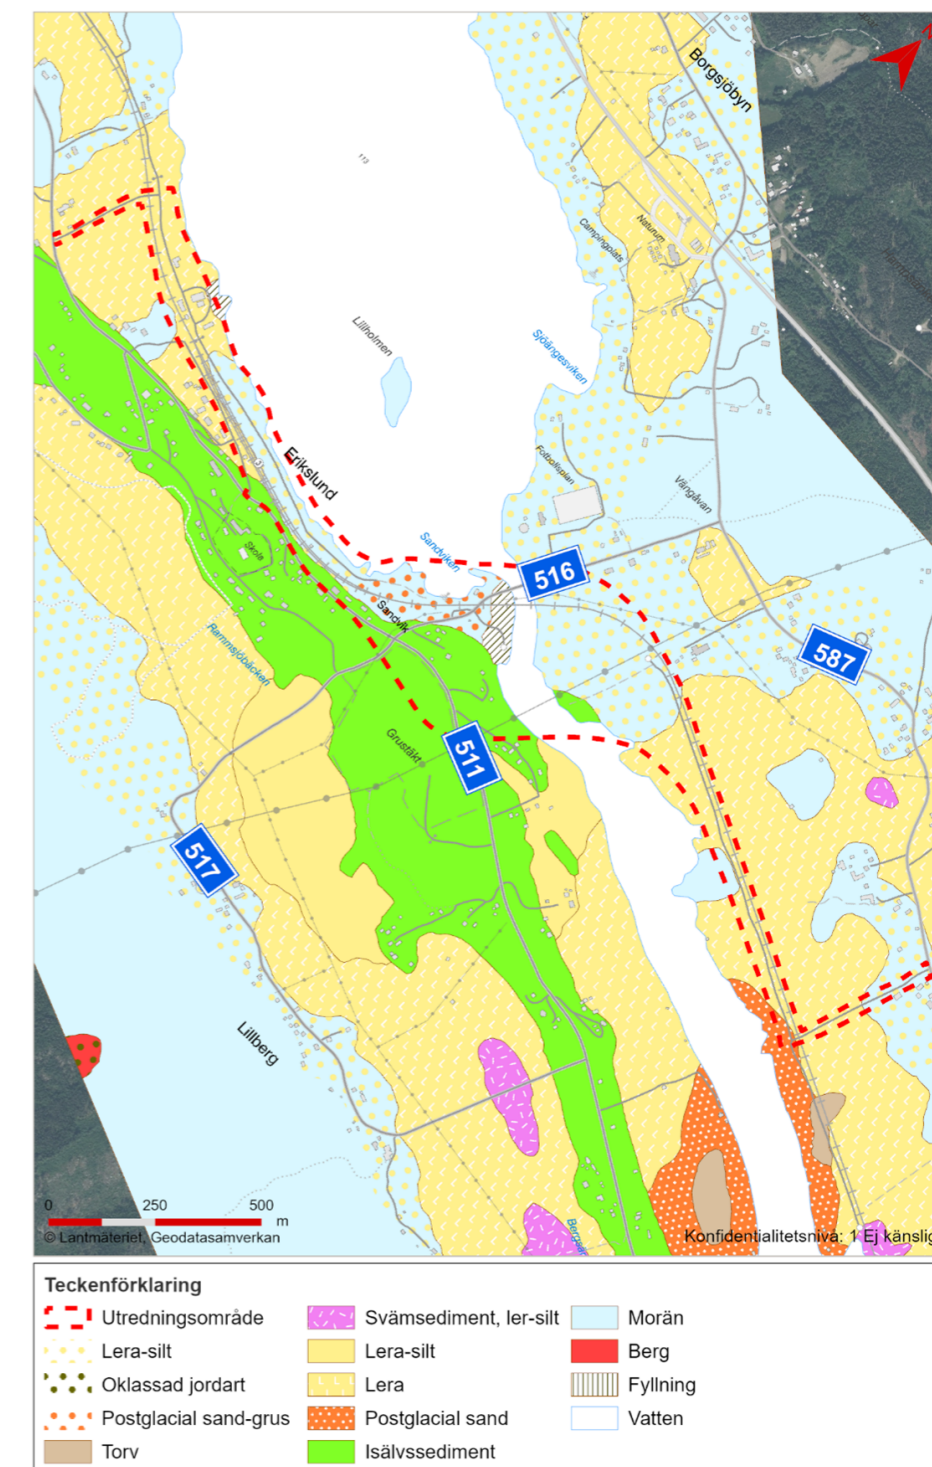 Borgsjöbyn
113
Naturum
Campingplats
Lillholmen
Sjöängesviken
Erikslund
Fotbollsplan
Vängåvan
Sandviken
516
Skola
Sandvik
587
Rammsjöbäcken
Grustäkt
511
517
Lillberg
0 250 500
m
© Lantmäteriet, Geodatasamverkan
Konfidentialitetsnivå: 1 Ej känslig
Teckenförklaring
Utredningsområde
Lera-silt
Oklassad jordart
Postglacial sand-grus
Torv
Svämsediment, ler-silt
Lera-silt
Lera
Postglacial sand
Isälvssediment
Morän
Berg
Fyllning
Vatten